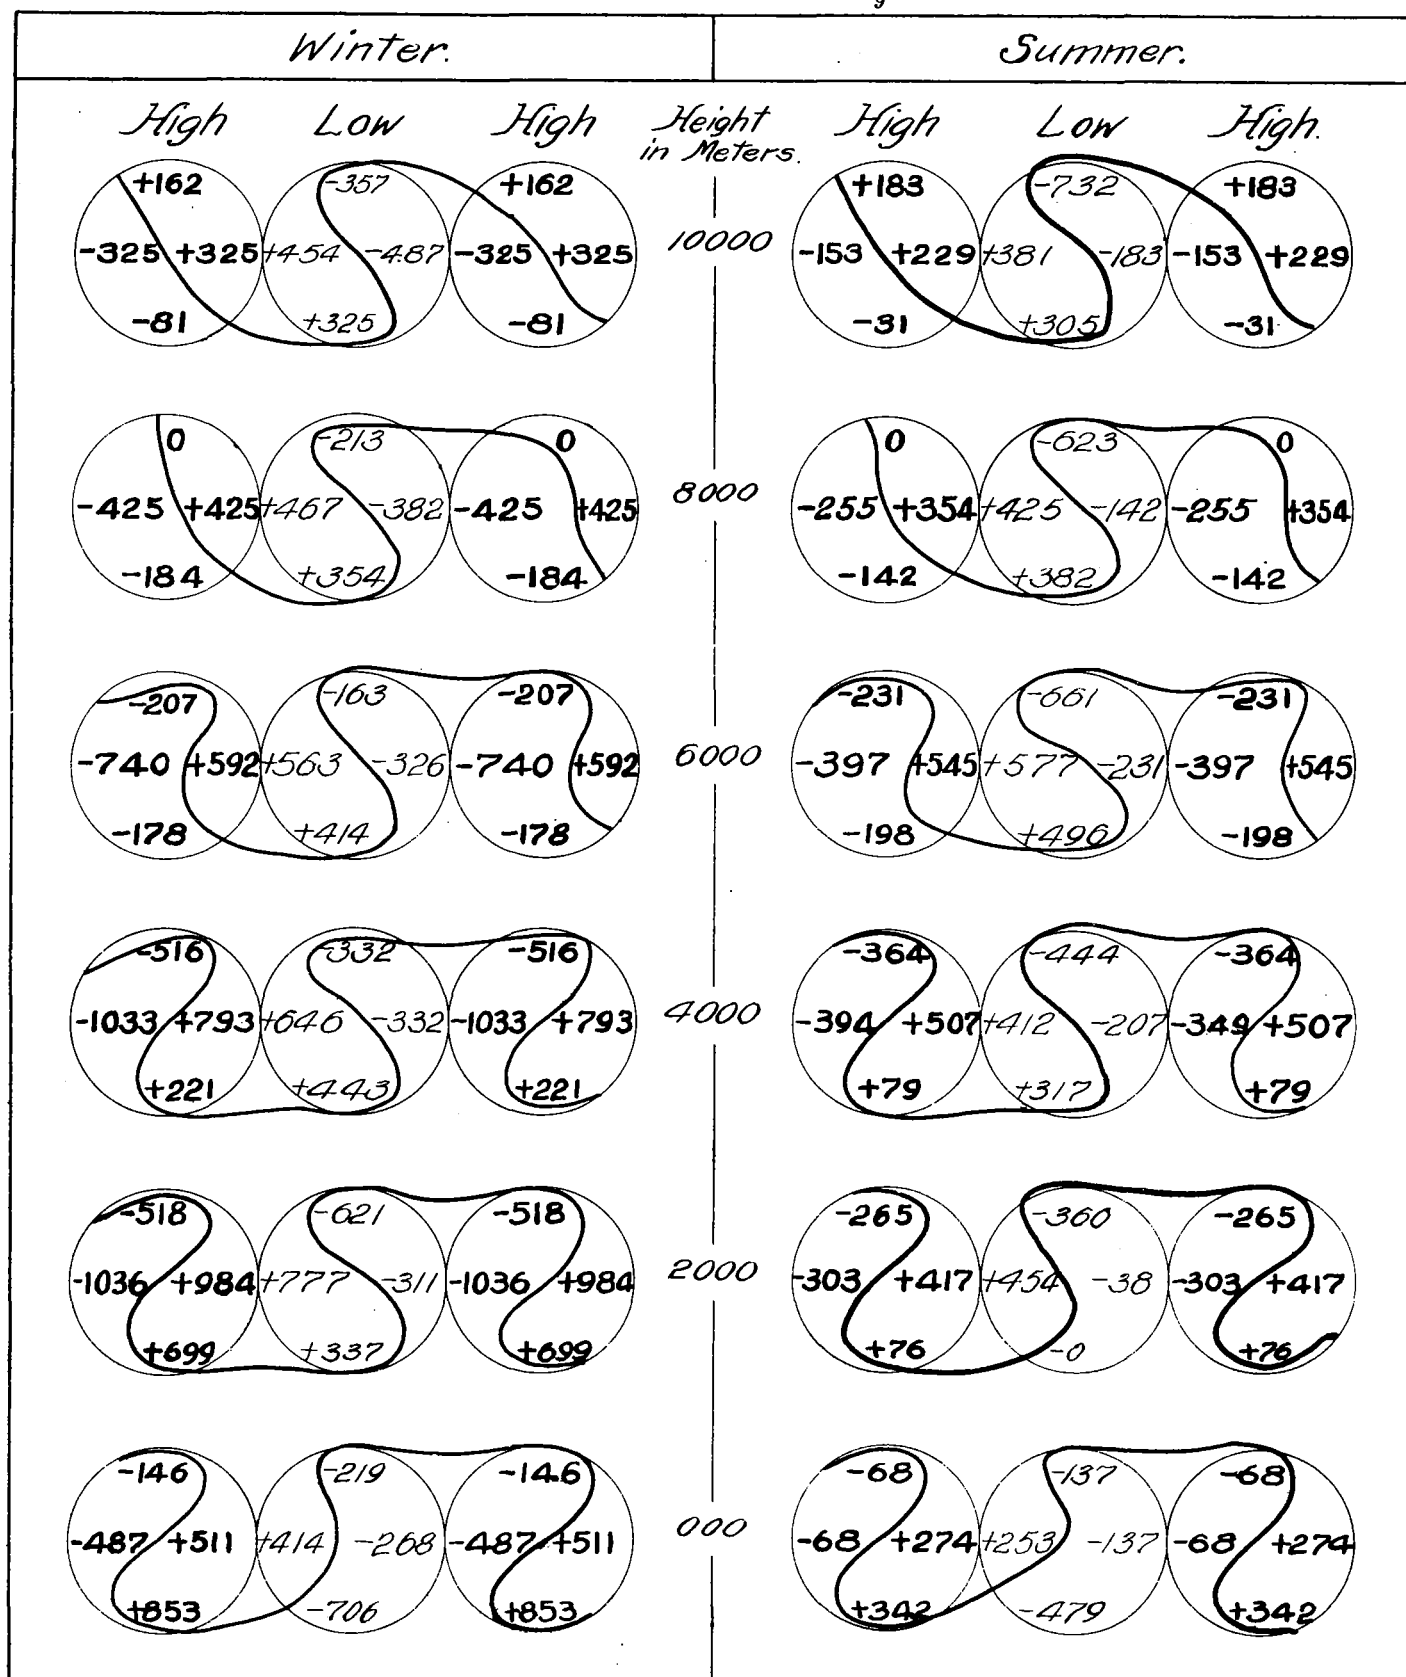 Winter. Summer.
High Low High Height in Meters. High Low High.
+162 -357 +162 +183 -732 +183
-325 +325 +454 -487 -325 +325 10000 -153 +229 +381 -183 -153 +229
-81 +325 -81 -31 +305 -31
0 -213 0 0 -623 0
-425 +425 +467 -382 -425 +425 8000 -255 +354 +425 -142 -255 +354
-184 +354 -184 -142 +382 -142
-207 -163 -207 -231 -661 -231
-740 +592 +563 -326 -740 +592 6000 -397 +545 +577 -231 -397 +545
-178 +414 -178 -198 +496 -198
-516 -332 -516 -364 -444 -364
-1033 +793 +646 -332 -1033 +793 4000 -394 +507 +412 -207 -349 +507
+221 +443 +221 +79 +317 +79
-518 -621 -518 -265 -360 -265
-1036 +984 +777 -311 -1036 +984 2000 -303 +417 +454 -38 -303 +417
+699 +337 +699 +76 -0 +76
-146 -219 -146 -68 -137 -68
-487 +511 +414 -268 -487 +511 000 -68 +274 +253 -137 -68 +274
+853 -706 +853 +342 -479 +342